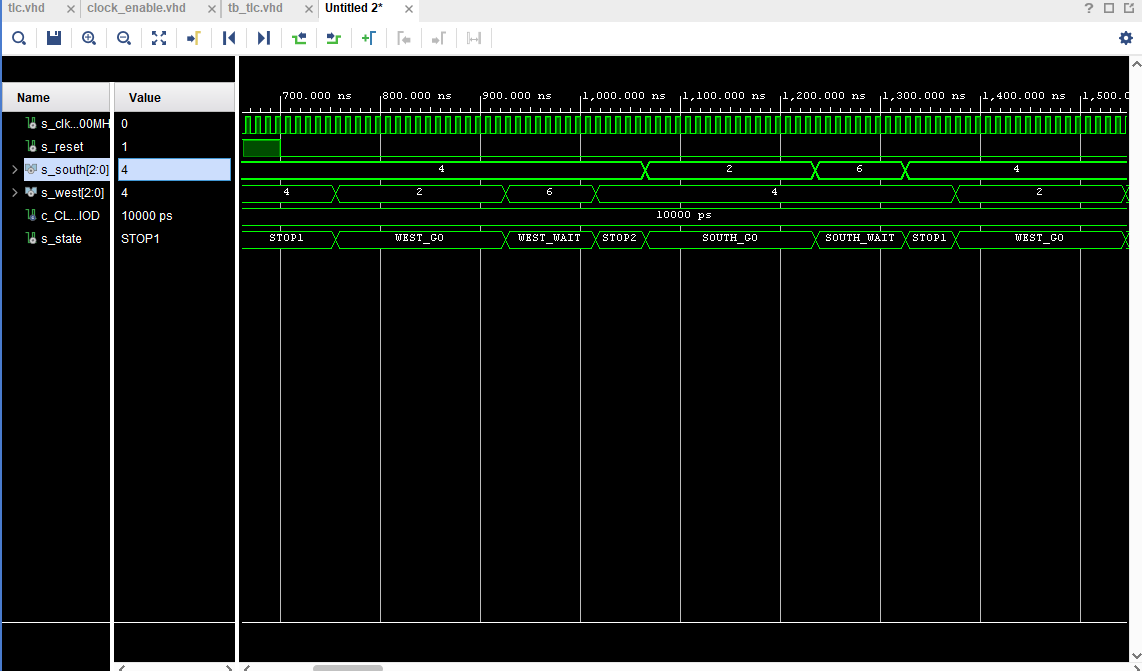 tlc.vhd × clock_enable.vhd × tb_tlc.vhd × Untitled 2* × ?
Name Value
700.000 ns 800.000 ns 900.000 ns 1,000.000 ns 1,100.000 ns 1,200.000 ns 1,300.000 ns 1,400.000 ns 1,500.0
s_clk...00MH 0
s_reset 1
s_south[2:0] 4 4 2 6 4
s_west[2:0] 4 4 2 6 4 2
c_CL...IOD 10000 ps 10000 ps
s_state STOP1 STOP1 WEST_GO WEST_WAIT STOP2 SOUTH_GO SOUTH_WAIT STOP1 WEST_GO